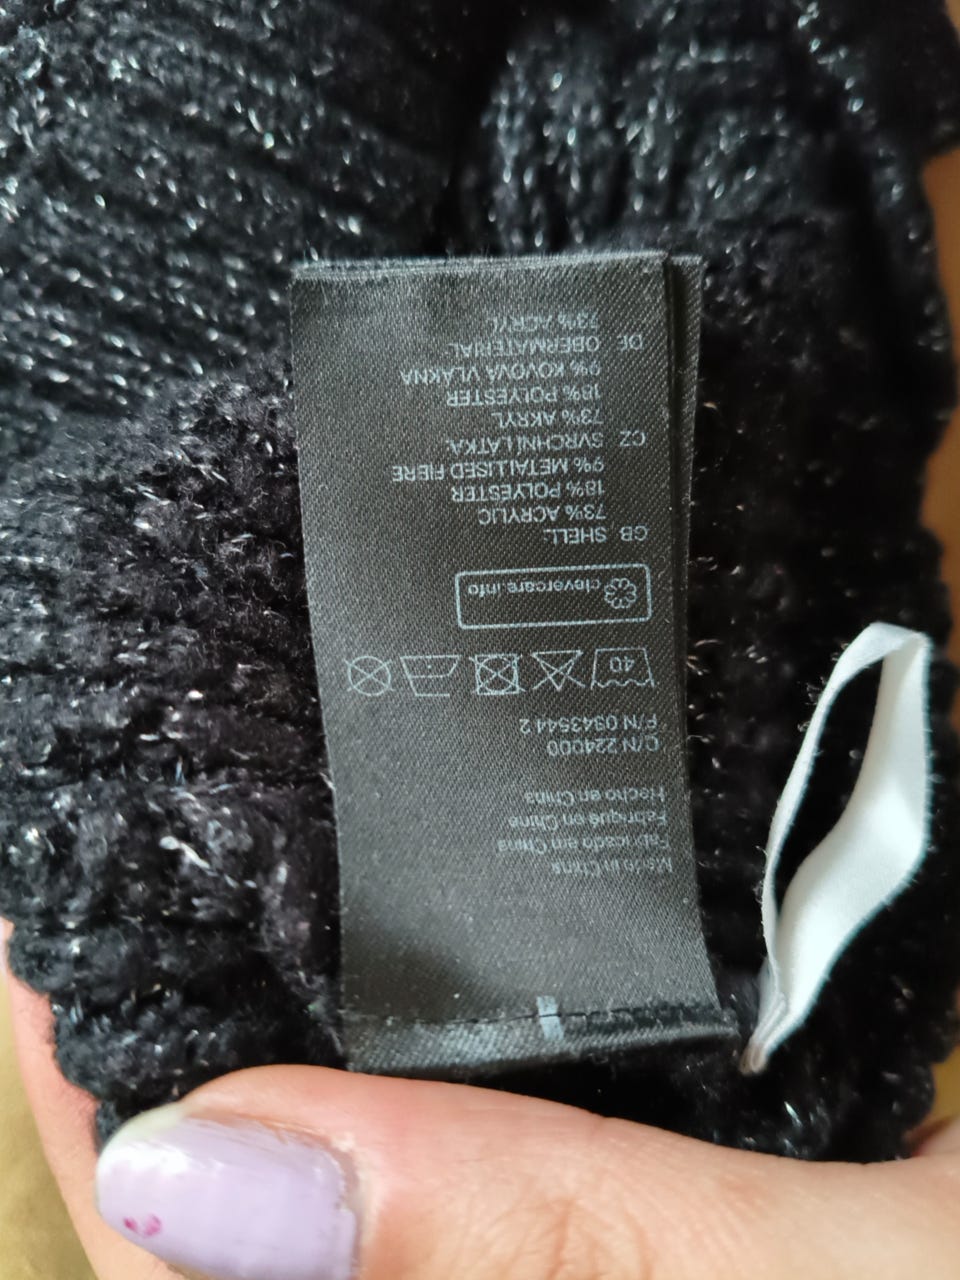 Made in China
Fabricado em China
Fabriqué en Chine
Hecho en China
C/N 224000
P/N 0343544 2
40
clevercare.info
GB SHELL:
73% ACRYLIC
18% POLYESTER
9% METALLISED FIBRE
CZ SVRCHNÍ LÁTKA
73% AKRYL
18% POLYESTER
9% KOVOVÁ VLÁKNA
DE OBERMATERIAL
73% ACRYL